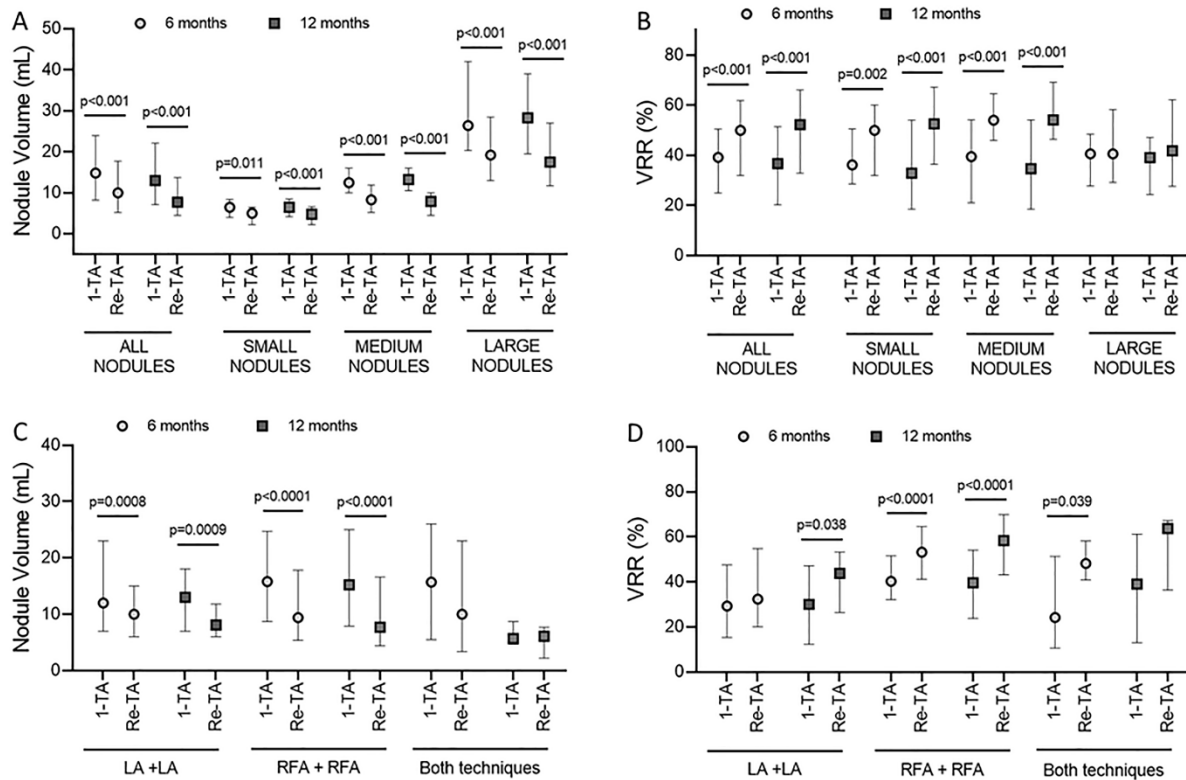 A
6 months
12 months
Nodule Volume (mL)
50
40
30
20
10
0
p<0.001
p<0.001
p=0.011
p<0.001
p<0.001
p<0.001
p<0.001
p<0.001
1-TA
Re-TA
1-TA
Re-TA
1-TA
Re-TA
1-TA
Re-TA
1-TA
Re-TA
1-TA
Re-TA
1-TA
Re-TA
1-TA
Re-TA
ALL
NODULES
SMALL
NODULES
MEDIUM
NODULES
LARGE
NODULES
B
6 months
12 months
VRR (%)
80
60
40
20
0
p<0.001
p<0.001
p=0.002
p<0.001
p<0.001
p<0.001
1-TA
Re-TA
1-TA
Re-TA
1-TA
Re-TA
1-TA
Re-TA
1-TA
Re-TA
1-TA
Re-TA
1-TA
Re-TA
1-TA
Re-TA
ALL
NODULES
SMALL
NODULES
MEDIUM
NODULES
LARGE
NODULES
C
6 months
12 months
Nodule Volume (mL)
40
30
20
10
0
p=0.0008
p=0.0009
p<0.0001
p<0.0001
1-TA
Re-TA
1-TA
Re-TA
1-TA
Re-TA
1-TA
Re-TA
1-TA
Re-TA
1-TA
Re-TA
LA +LA
RFA + RFA
Both techniques
D
6 months
12 months
VRR (%)
100
80
60
40
20
0
p=0.038
p<0.0001
p<0.0001
p=0.039
1-TA
Re-TA
1-TA
Re-TA
1-TA
Re-TA
1-TA
Re-TA
1-TA
Re-TA
1-TA
Re-TA
LA +LA
RFA + RFA
Both techniques